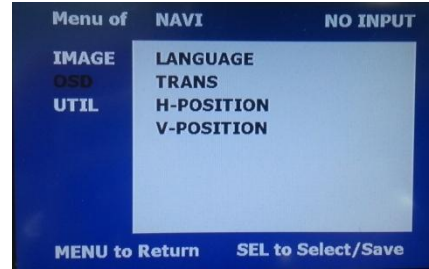 Menu of NAVI NO INPUT
IMAGE LANGUAGE
OSD TRANS
UTIL H-POSITION
V-POSITION
MENU to Return SEL to Select/Save